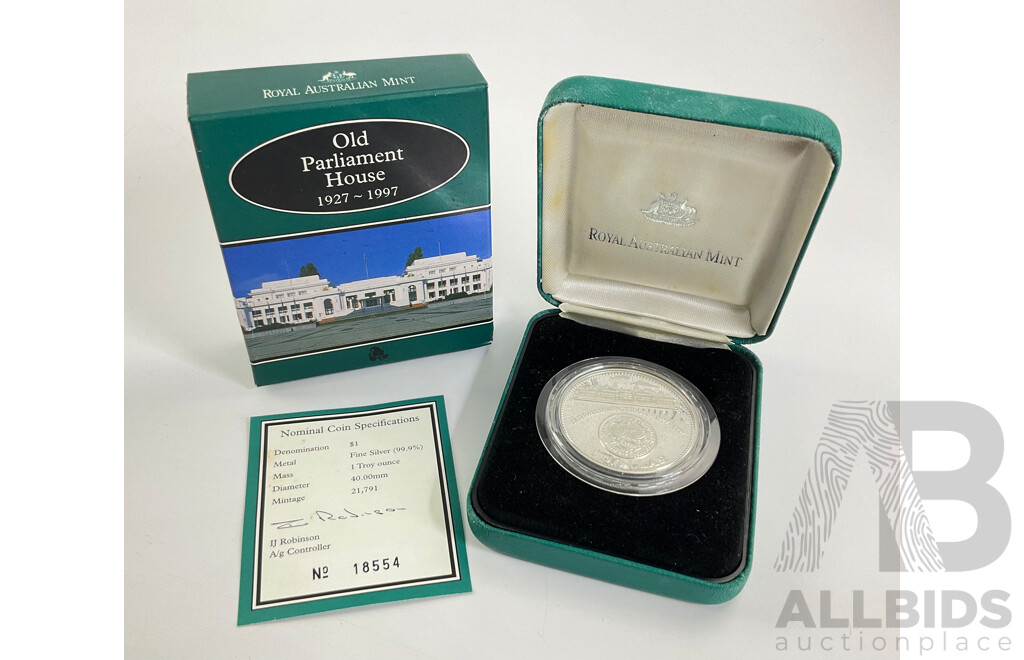 ROYAL AUSTRALIAN MINT
Old
Parliament
House
1927 ~ 1997
ROYAL AUSTRALIAN MINT
Nominal Coin Specifications
Denomination $1
Metal Fine Silver (99.9%)
Mass 1 Troy ounce
Diameter 40.00mm
Mintage 21,791
IJ Robinson
A/g Controller
No 18554
AB
ALLBIDS
auctionplace